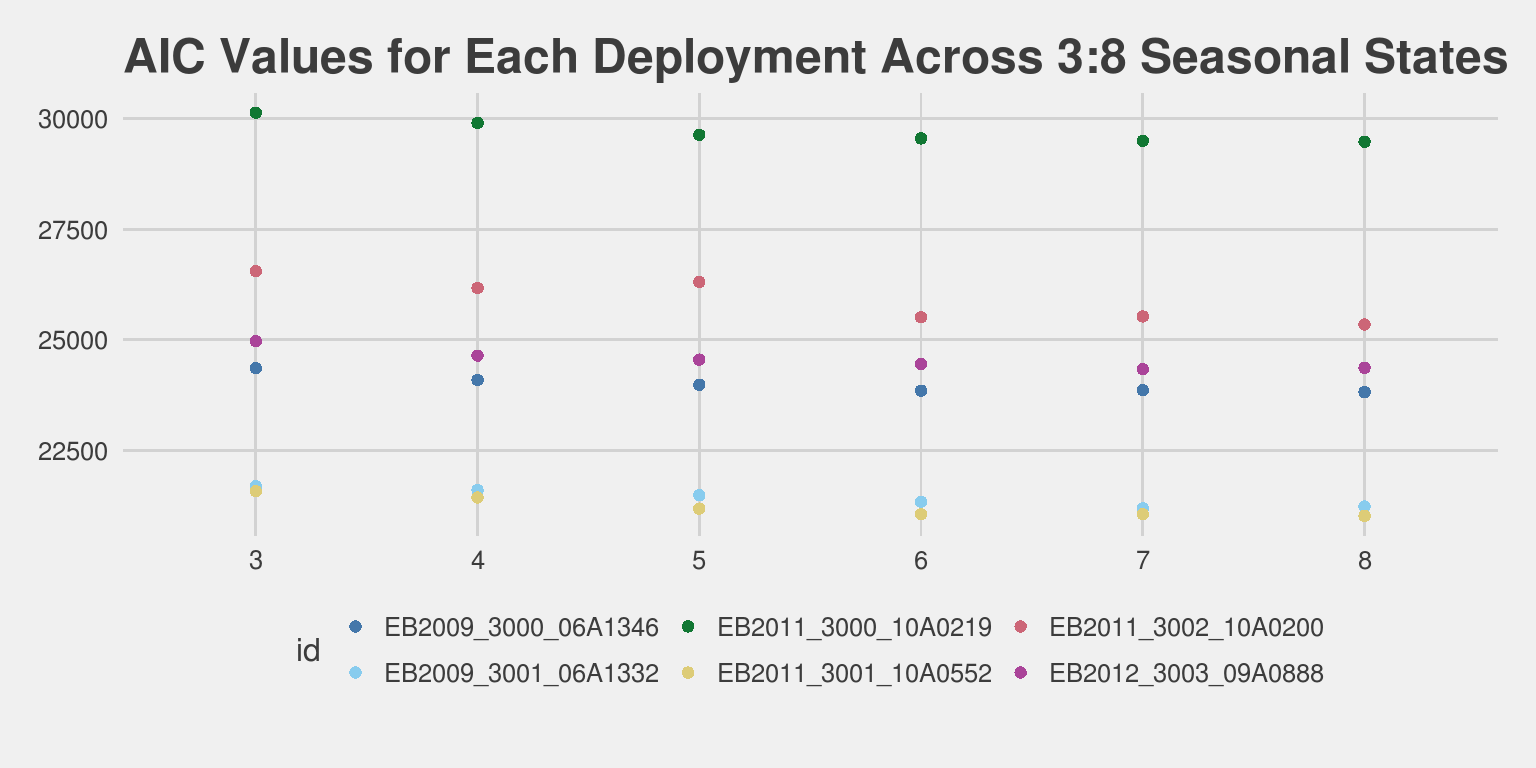 AIC Values for Each Deployment Across 3:8 Seasonal States
30000
27500
25000
22500
3 4 5 6 7 8
id
EB2009_3000_06A1346 EB2011_3000_10A0219 EB2011_3002_10A0200
EB2009_3001_06A1332 EB2011_3001_10A0552 EB2012_3003_09A0888